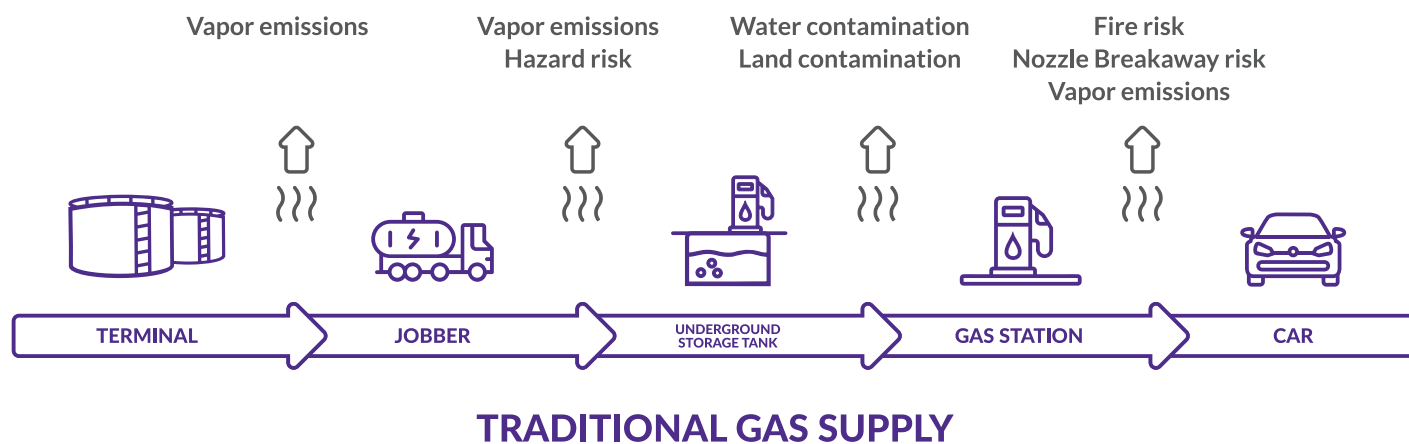 Vapor emissions
Vapor emissions
Hazard risk
Water contamination
Land contamination
Fire risk
Nozzle Breakaway risk
Vapor emissions
TERMINAL
JOBBER
UNDERGROUND
STORAGE TANK
GAS STATION
CAR
TRADITIONAL GAS SUPPLY